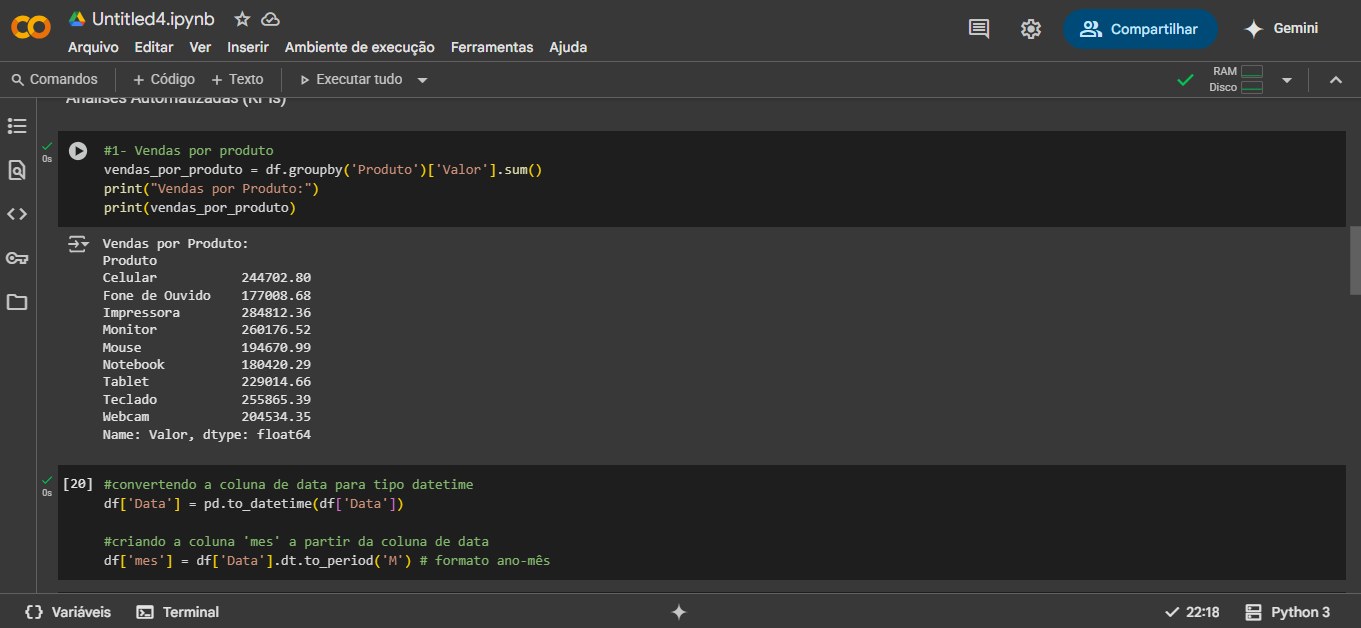 Untitled4.ipynb
Arquivo Editar Ver Inserir Ambiente de execução Ferramentas Ajuda
Compartilhar
Gemini
Comandos + Código + Texto Executar tudo
RAM
Disco
Análises Automatizadas (KPIs)
0s
#1- Vendas por produto
vendas_por_produto = df.groupby('Produto')['Valor'].sum()
print("Vendas por Produto:")
print(vendas_por_produto)
Vendas por Produto:
Produto
Celular 244702.80
Fone de Ouvido 177008.68
Impressora 284812.36
Monitor 260176.52
Mouse 194670.99
Notebook 180420.29
Tablet 229014.66
Teclado 255865.39
Webcam 204534.35
Name: Valor, dtype: float64
0s
[20] #convertendo a coluna de data para tipo datetime
df['Data'] = pd.to_datetime(df['Data'])
#criando a coluna 'mes' a partir da coluna de data
df['mes'] = df['Data'].dt.to_period('M') # formato ano-mês
{} Variáveis Terminal 22:18 Python 3